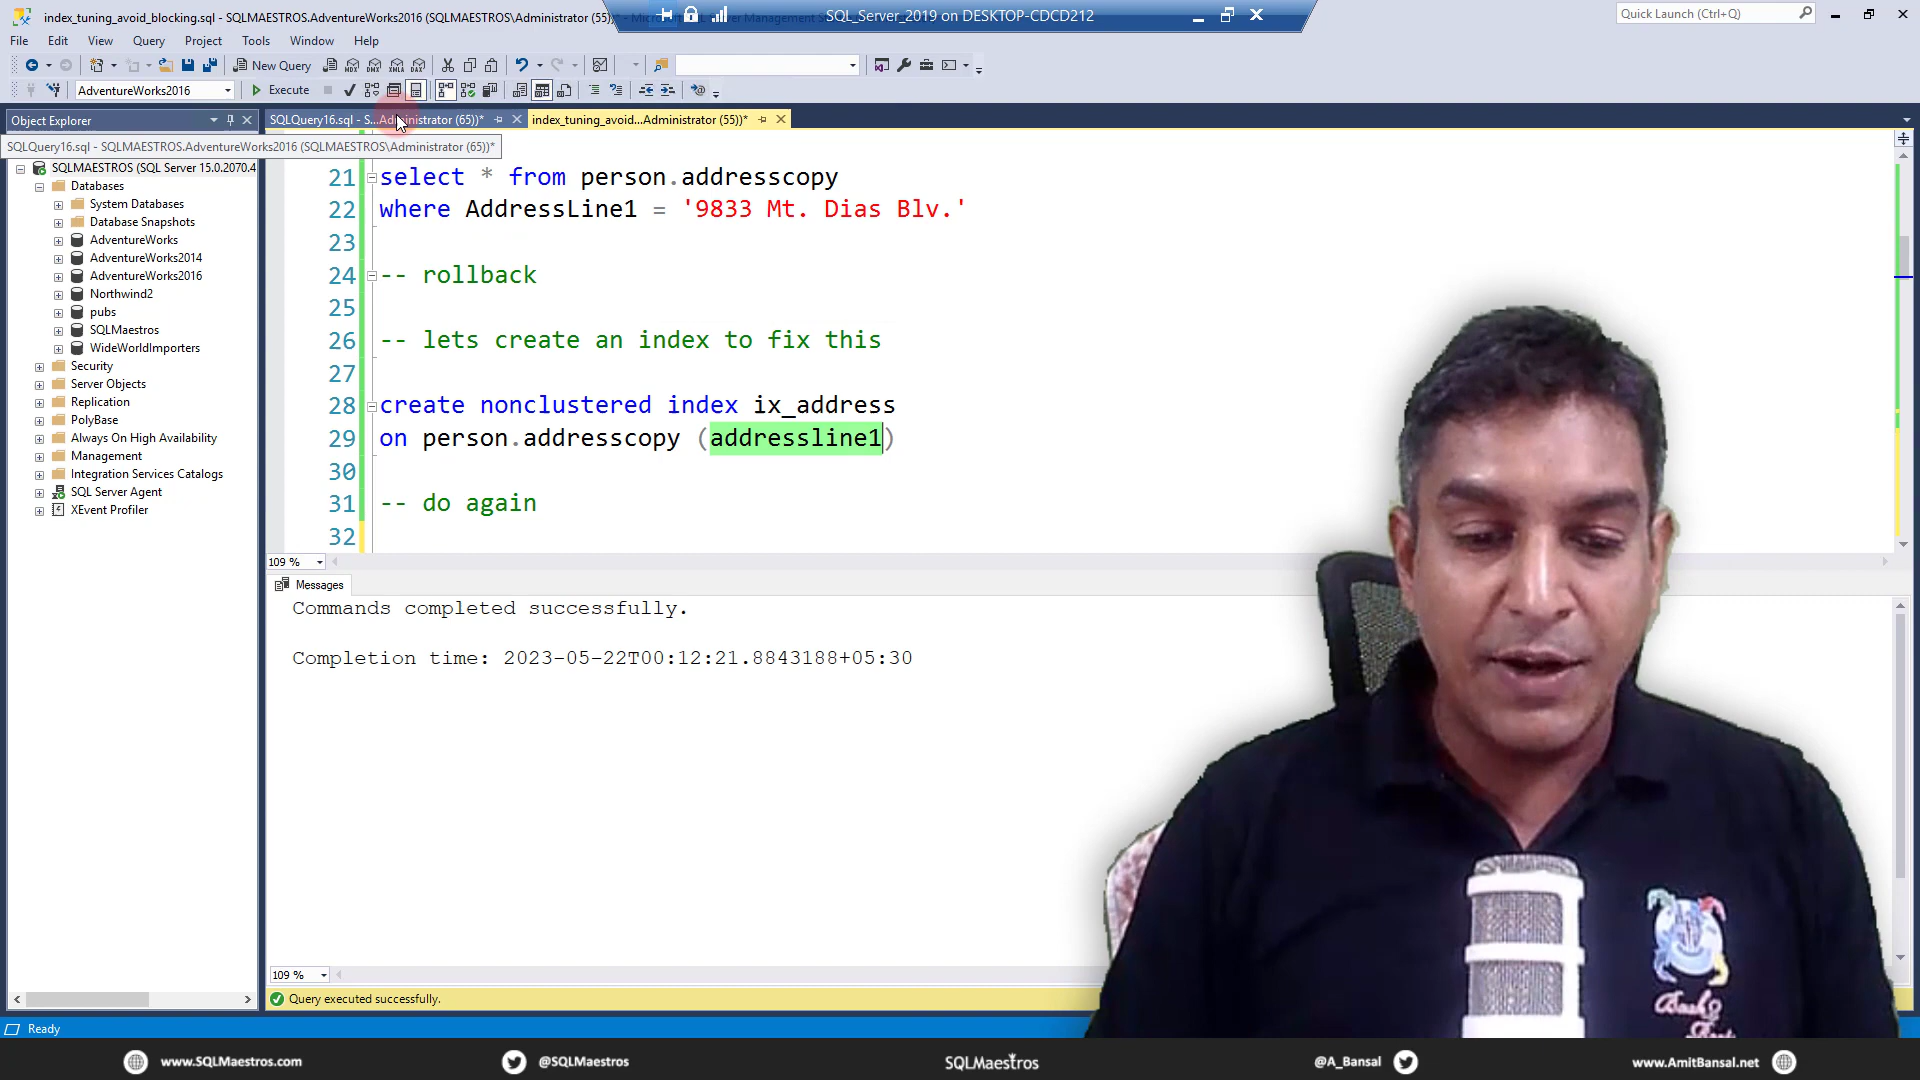 index_tuning_avoid_blocking.sql - SQLMAESTROS.AdventureWorks2016 (SQLMAESTROS\Administrator (55))*
SQL_Server_2019 on DESKTOP-CDCD212
Quick Launch (Ctrl+Q)
File Edit View Query Project Tools Window Help
New Query
AdventureWorks2016
Execute
Object Explorer
SQLQuery16.sql - S...Administrator (65))*
index_tuning_avoid...Administrator (55))*
SQLQuery16.sql - SQLMAESTROS.AdventureWorks2016 (SQLMAESTROS\Administrator (65))*
SQLMAESTROS (SQL Server 15.0.2070.4
Databases
System Databases
Database Snapshots
AdventureWorks
AdventureWorks2014
AdventureWorks2016
Northwind2
pubs
SQLMaestros
WideWorldImporters
Security
Server Objects
Replication
PolyBase
Always On High Availability
Management
Integration Services Catalogs
SQL Server Agent
XEvent Profiler
21 select * from person.addresscopy
22 where AddressLine1 = '9833 Mt. Dias Blv.'
23
24 -- rollback
25
26 -- lets create an index to fix this
27
28 create nonclustered index ix_address
29 on person.addresscopy (addressline1)
30
31 -- do again
32
109 %
Messages
Commands completed successfully.
Completion time: 2023-05-22T00:12:21.8843188+05:30
109 %
Query executed successfully.
Ready
www.SQLMaestros.com
@SQLMaestros
SQLMaestros
@A_Bansal
www.AmitBansal.net